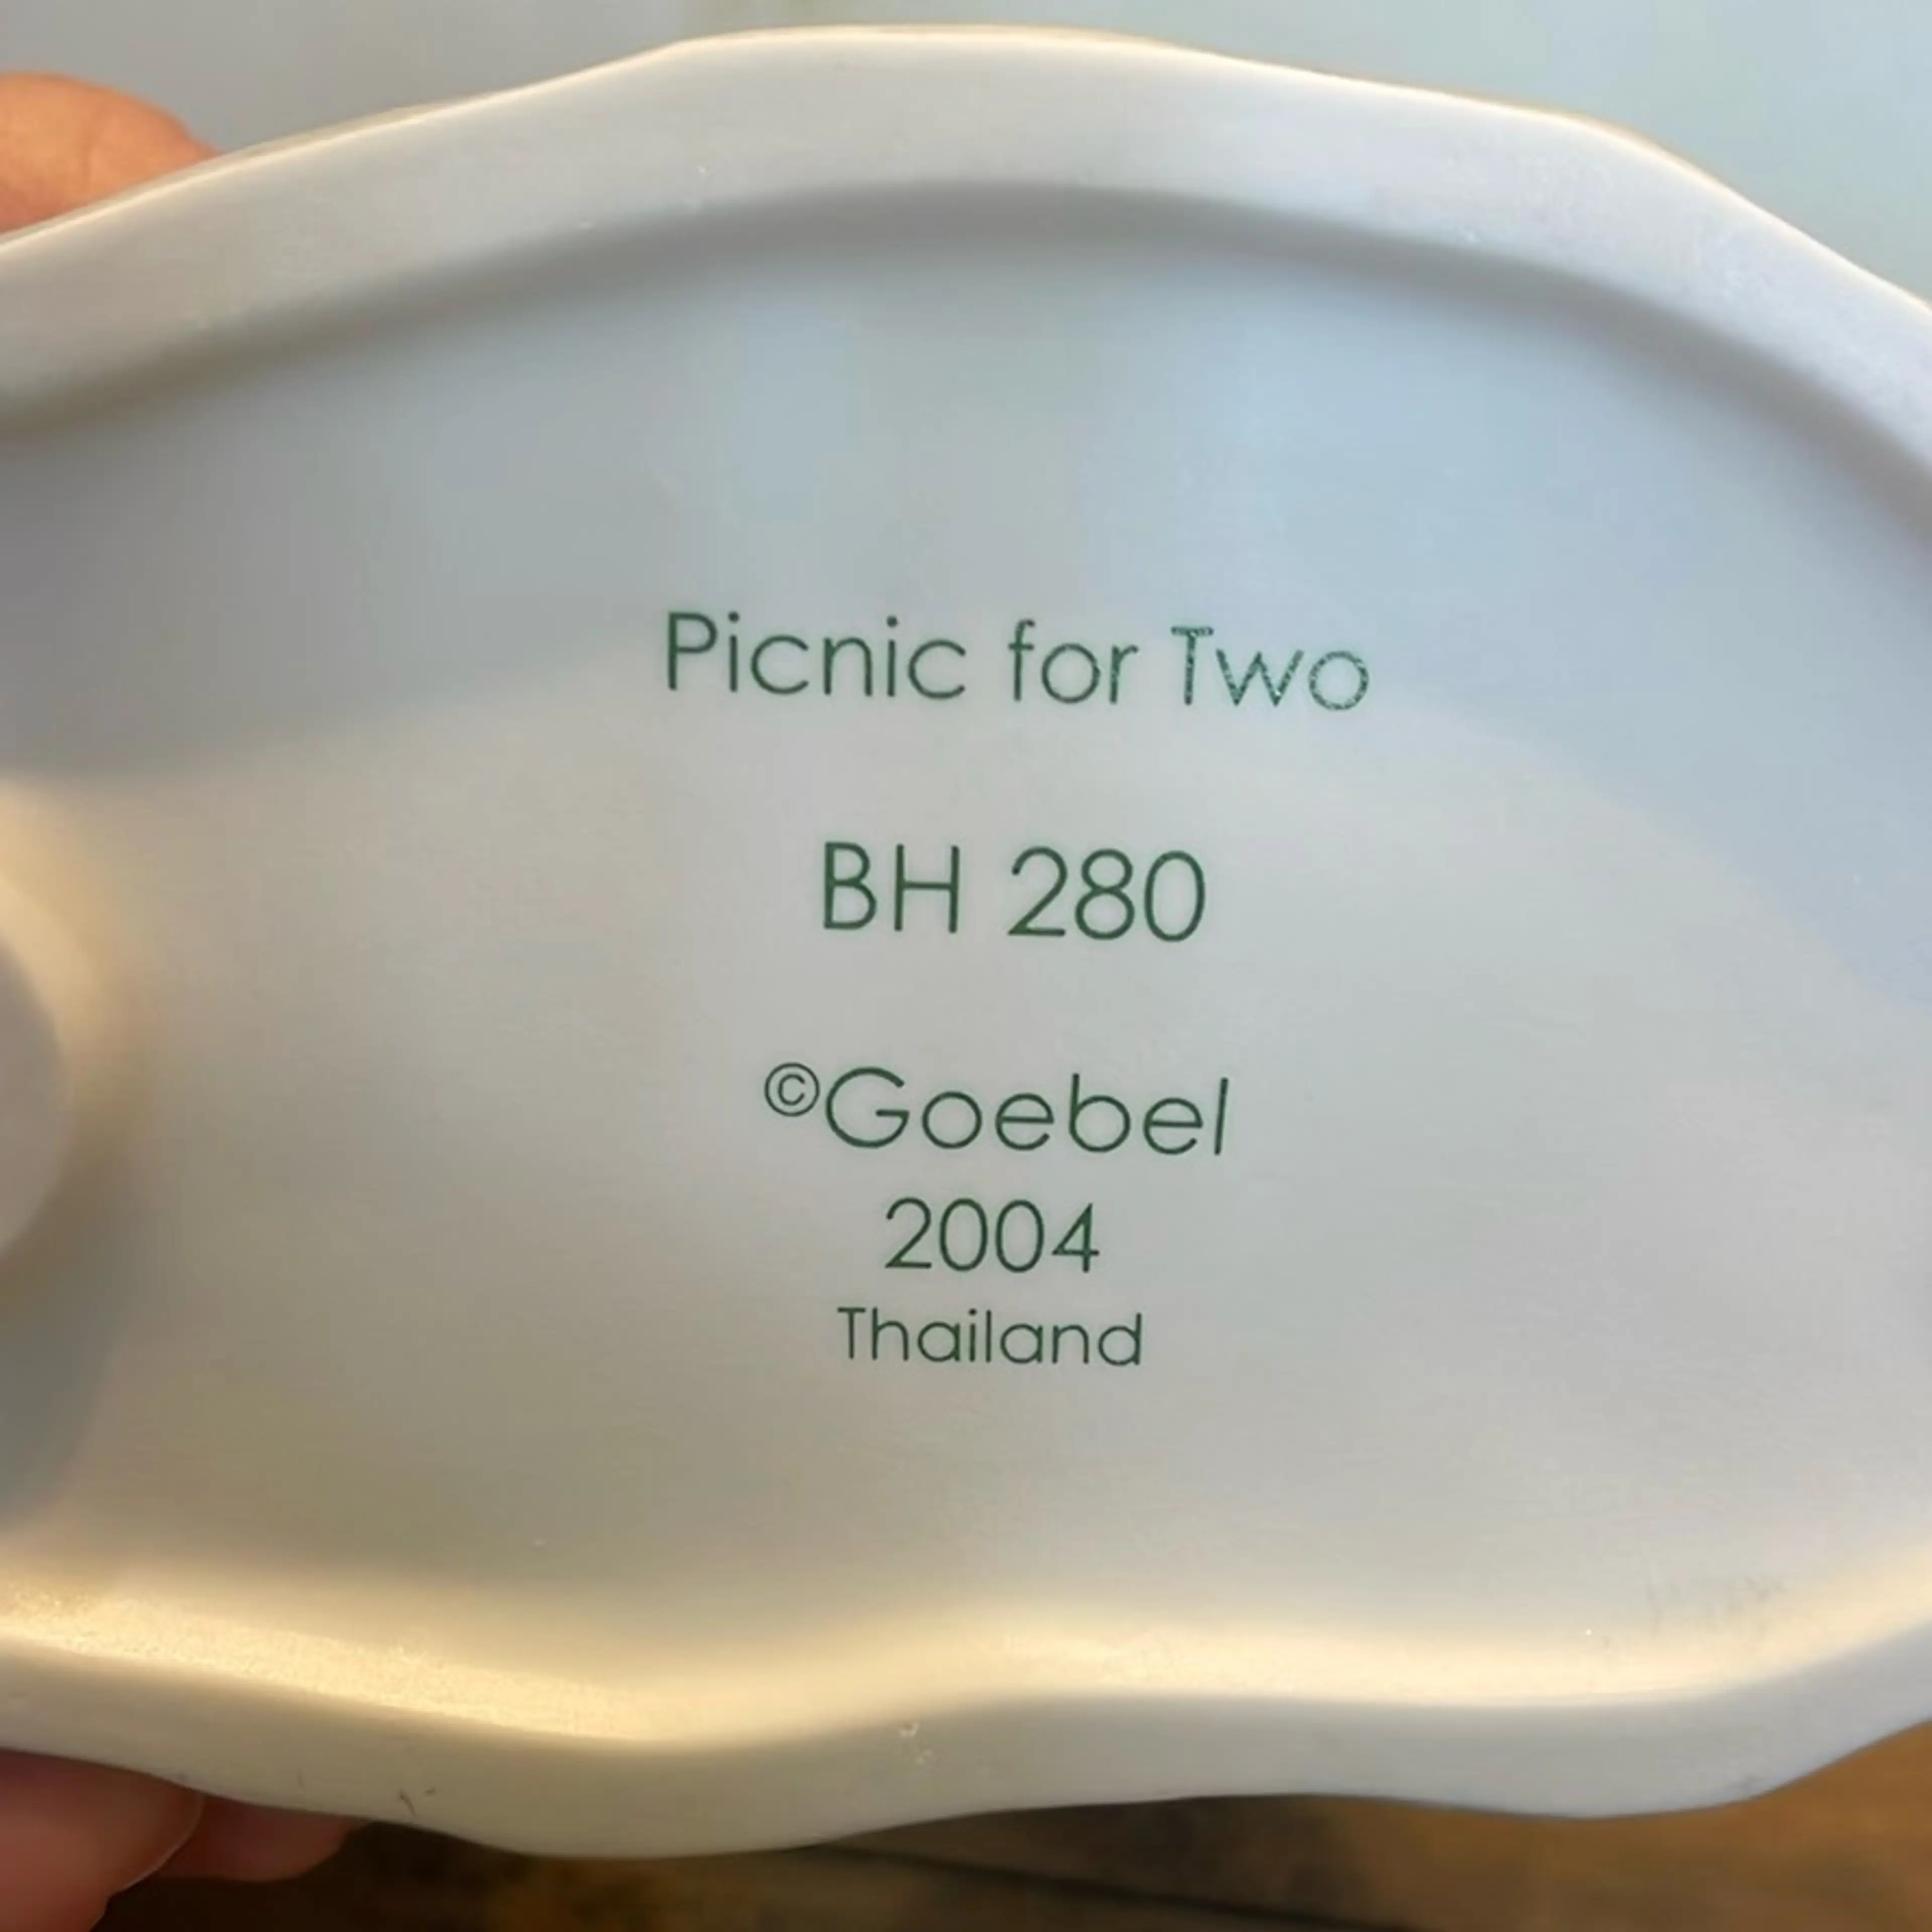 Picnic for Two
BH 280
©Goebel
2004
Thailand